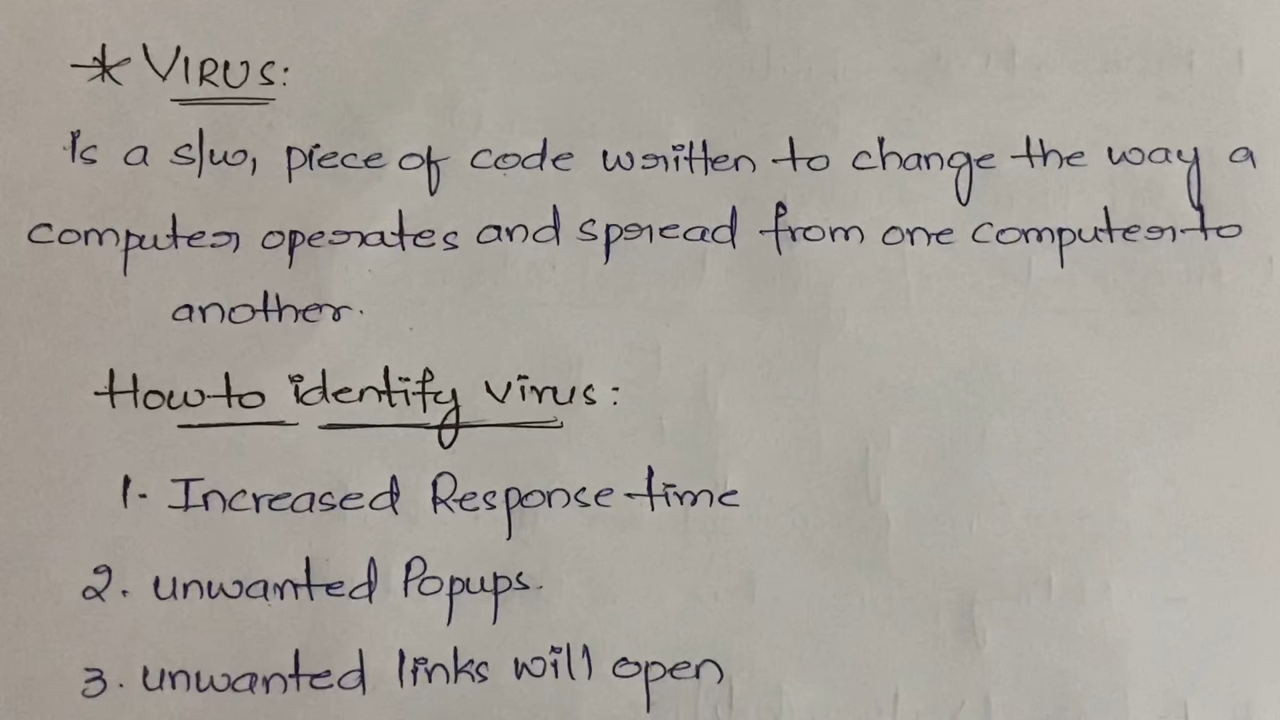 * VIRUS:
Is a s/w, piece of code written to change the way a
computer operates and spread from one computer to
another.
How to identify virus:
1. Increased Response time
2. unwanted Popups.
3. unwanted links will open